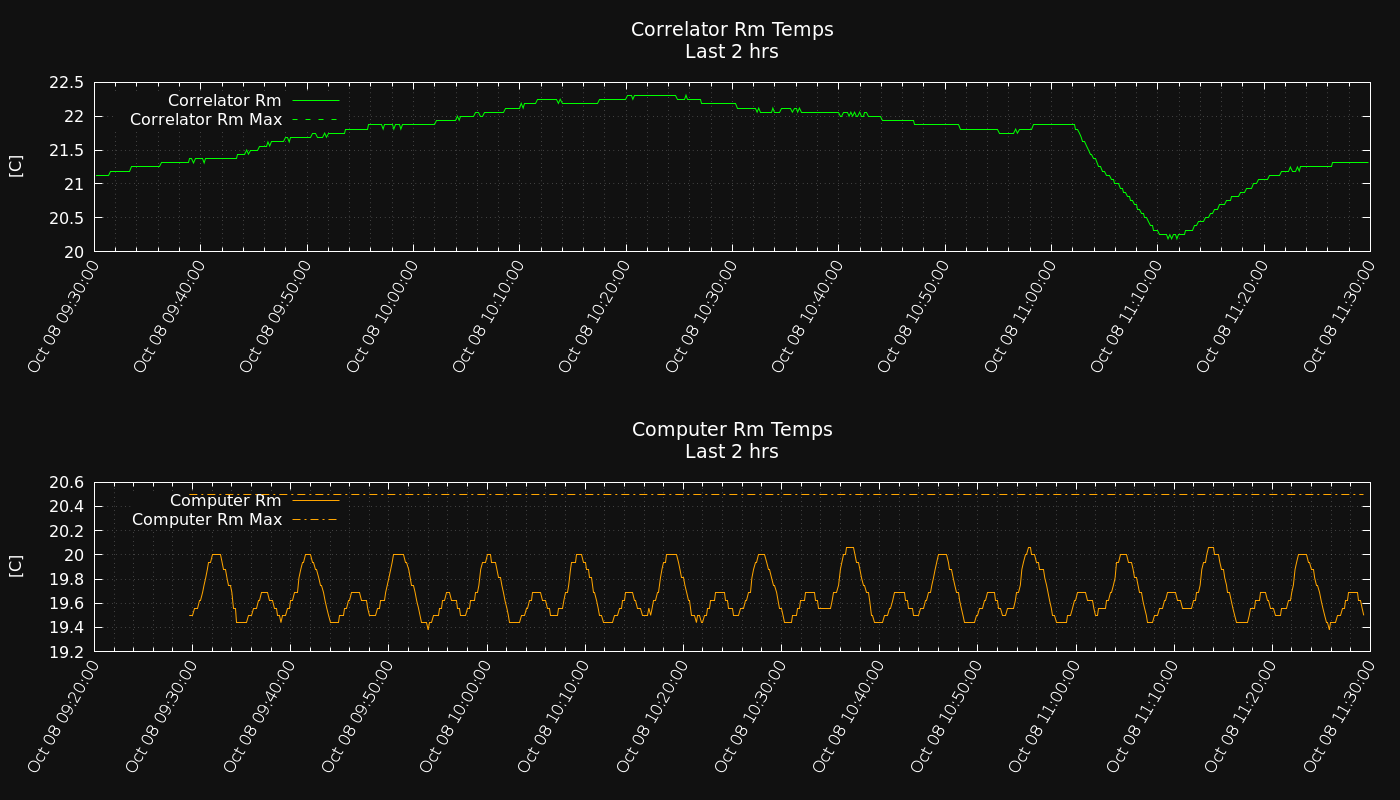 Correlator Rm Temps
Last 2 hrs
22.5
22
21.5
21
20.5
20
[C]
Correlator Rm
Correlator Rm Max
Oct 08 09:30:00
Oct 08 09:40:00
Oct 08 09:50:00
Oct 08 10:00:00
Oct 08 10:10:00
Oct 08 10:20:00
Oct 08 10:30:00
Oct 08 10:40:00
Oct 08 10:50:00
Oct 08 11:00:00
Oct 08 11:10:00
Oct 08 11:20:00
Oct 08 11:30:00
Computer Rm Temps
Last 2 hrs
20.6
20.4
20.2
20
19.8
19.6
19.4
19.2
[C]
Computer Rm
Computer Rm Max
Oct 08 09:20:00
Oct 08 09:30:00
Oct 08 09:40:00
Oct 08 09:50:00
Oct 08 10:00:00
Oct 08 10:10:00
Oct 08 10:20:00
Oct 08 10:30:00
Oct 08 10:40:00
Oct 08 10:50:00
Oct 08 11:00:00
Oct 08 11:10:00
Oct 08 11:20:00
Oct 08 11:30:00